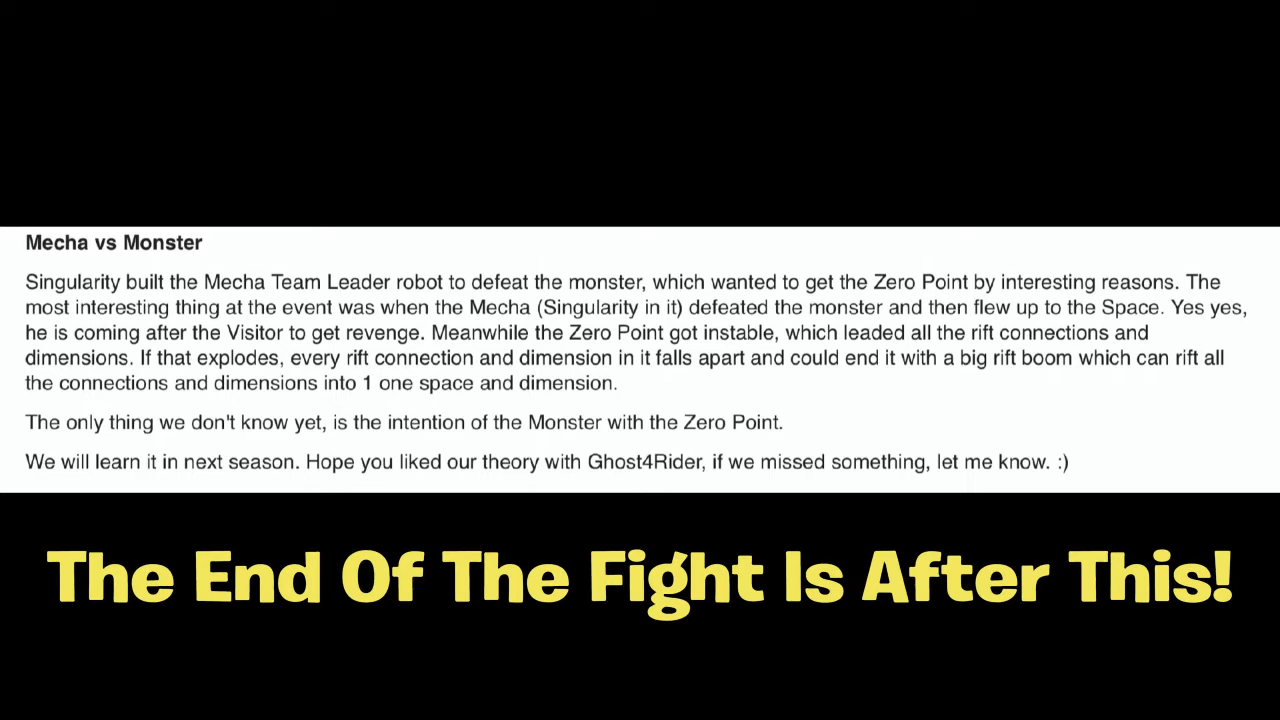 Mecha vs Monster
Singularity built the Mecha Team Leader robot to defeat the monster, which wanted to get the Zero Point by interesting reasons. The
most interesting thing at the event was when the Mecha (Singularity in it) defeated the monster and then flew up to the Space. Yes yes,
he is coming after the Visitor to get revenge. Meanwhile the Zero Point got instable, which leaded all the rift connections and
dimensions. If that explodes, every rift connection and dimension in it falls apart and could end it with a big rift boom which can rift all
the connections and dimensions into 1 one space and dimension.
The only thing we don't know yet, is the intention of the Monster with the Zero Point.
We will learn it in next season. Hope you liked our theory with Ghost4Rider, if we missed something, let me know. :)
The End Of The Fight Is After This!